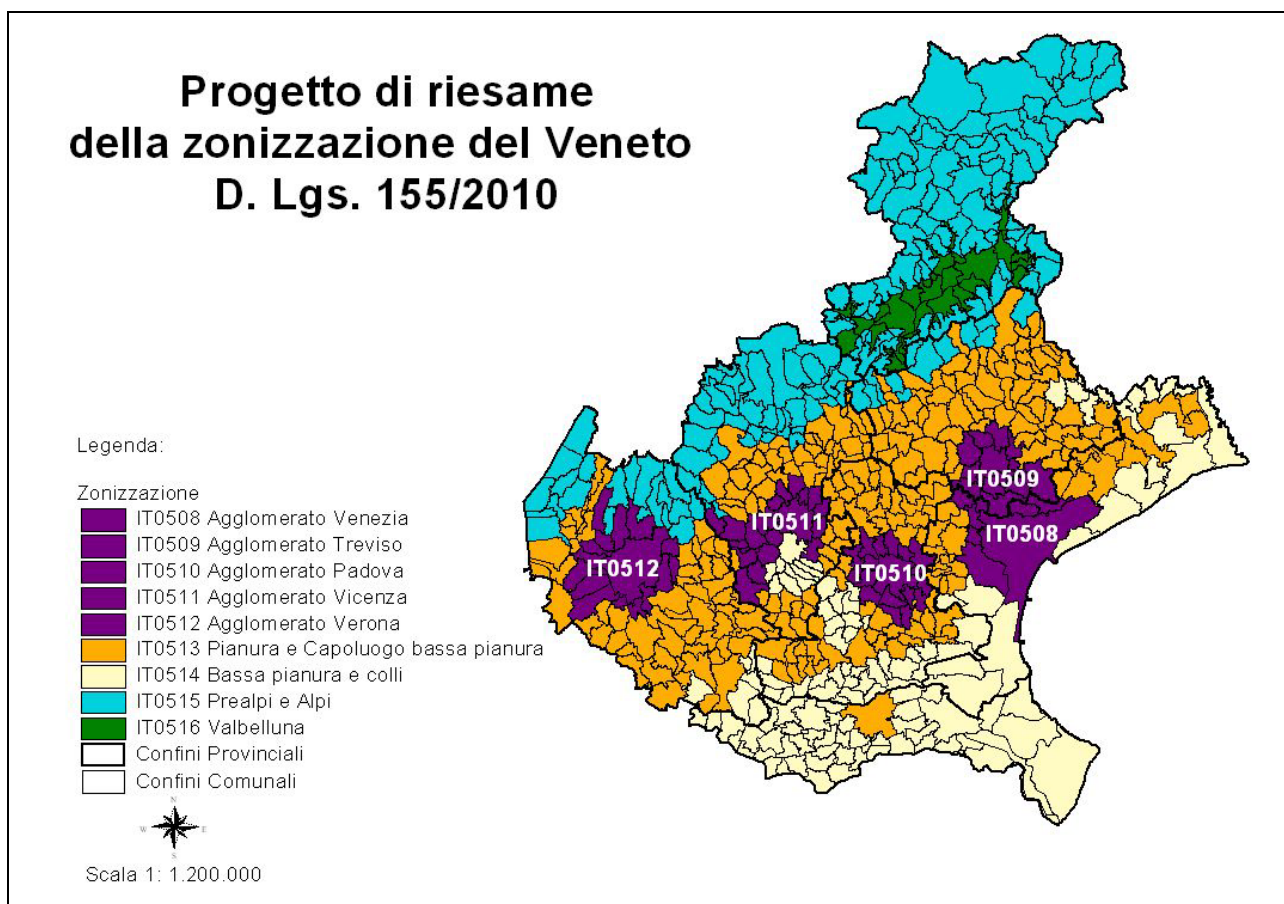 Progetto di riesame
della zonizzazione del Veneto
D. Lgs. 155/2010
Legenda:
Zonizzazione
IT0508 Agglomerato Venezia
IT0509 Agglomerato Treviso
IT0510 Agglomerato Padova
IT0511 Agglomerato Vicenza
IT0512 Agglomerato Verona
IT0513 Pianura e Capoluogo bassa pianura
IT0514 Bassa pianura e colli
IT0515 Prealpi e Alpi
IT0516 Valbelluna
Confini Provinciali
Confini Comunali
N
W E
S
Scala 1: 1.200.000
IT0509
IT0511
IT0508
IT0512
IT0510